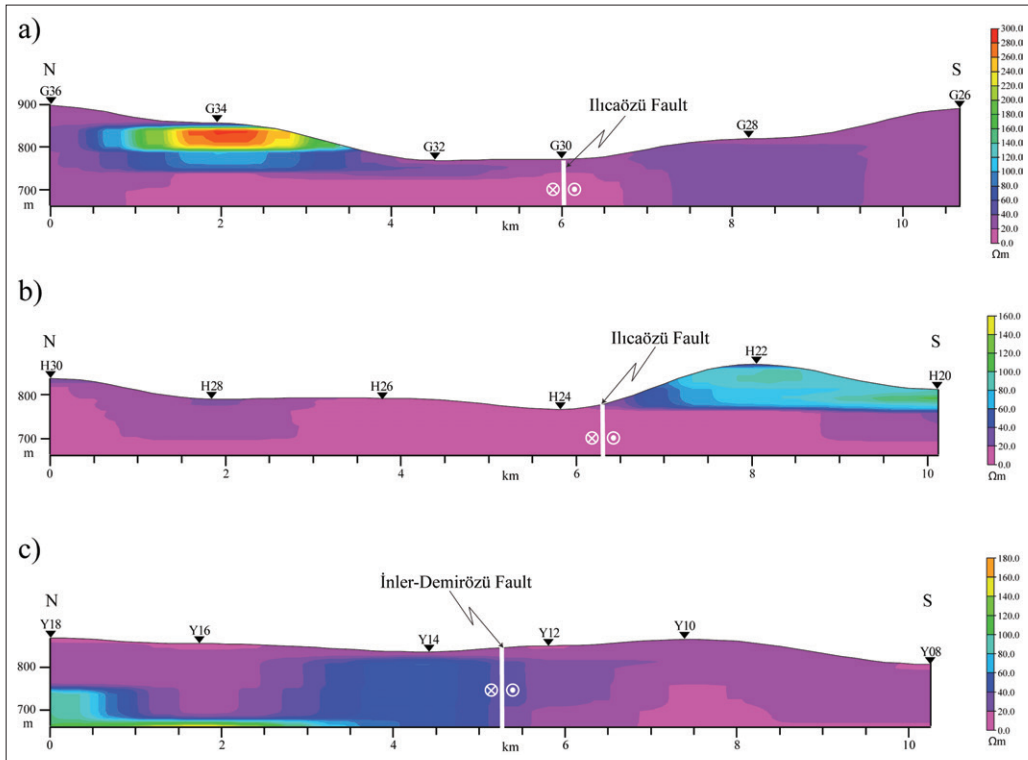 a)
N
S
G36
G34
G32
G30
G28
G26
Ilıcaözü Fault
900
800
700
m
0
2
4
6
8
10
km
300.0
280.0
260.0
240.0
220.0
200.0
180.0
160.0
140.0
120.0
100.0
80.0
60.0
40.0
20.0
0.0
Ωm
b)
N
S
H30
H28
H26
H24
H22
H20
Ilıcaözü Fault
800
700
m
0
2
4
6
8
10
km
160.0
140.0
120.0
100.0
80.0
60.0
40.0
20.0
0.0
Ωm
c)
N
S
Y18
Y16
Y14
Y12
Y10
Y08
İnler-Demirözü Fault
800
700
m
0
2
4
6
8
10
km
180.0
160.0
140.0
120.0
100.0
80.0
60.0
40.0
20.0
0.0
Ωm